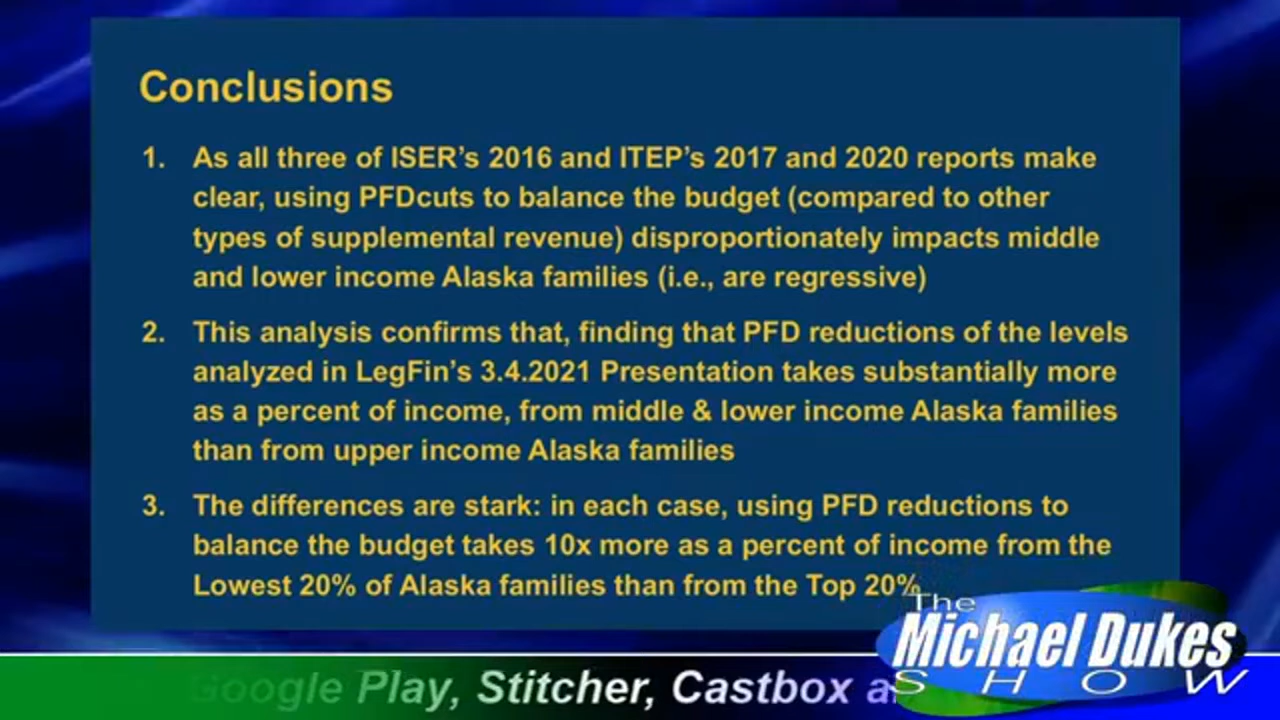 Conclusions
1. As all three of ISER's 2016 and ITEP's 2017 and 2020 reports make
clear, using PFDcuts to balance the budget (compared to other
types of supplemental revenue) disproportionately impacts middle
and lower income Alaska families (i.e., are regressive)
2. This analysis confirms that, finding that PFD reductions of the levels
analyzed in LegFin's 3.4.2021 Presentation takes substantially more
as a percent of income, from middle & lower income Alaska families
than from upper income Alaska families
3. The differences are stark: in each case, using PFD reductions to
balance the budget takes 10x more as a percent of income from the
Lowest 20% of Alaska families than from the Top 20%
The
Michael Dukes
SHOW
Google Play, Stitcher, Castbox a